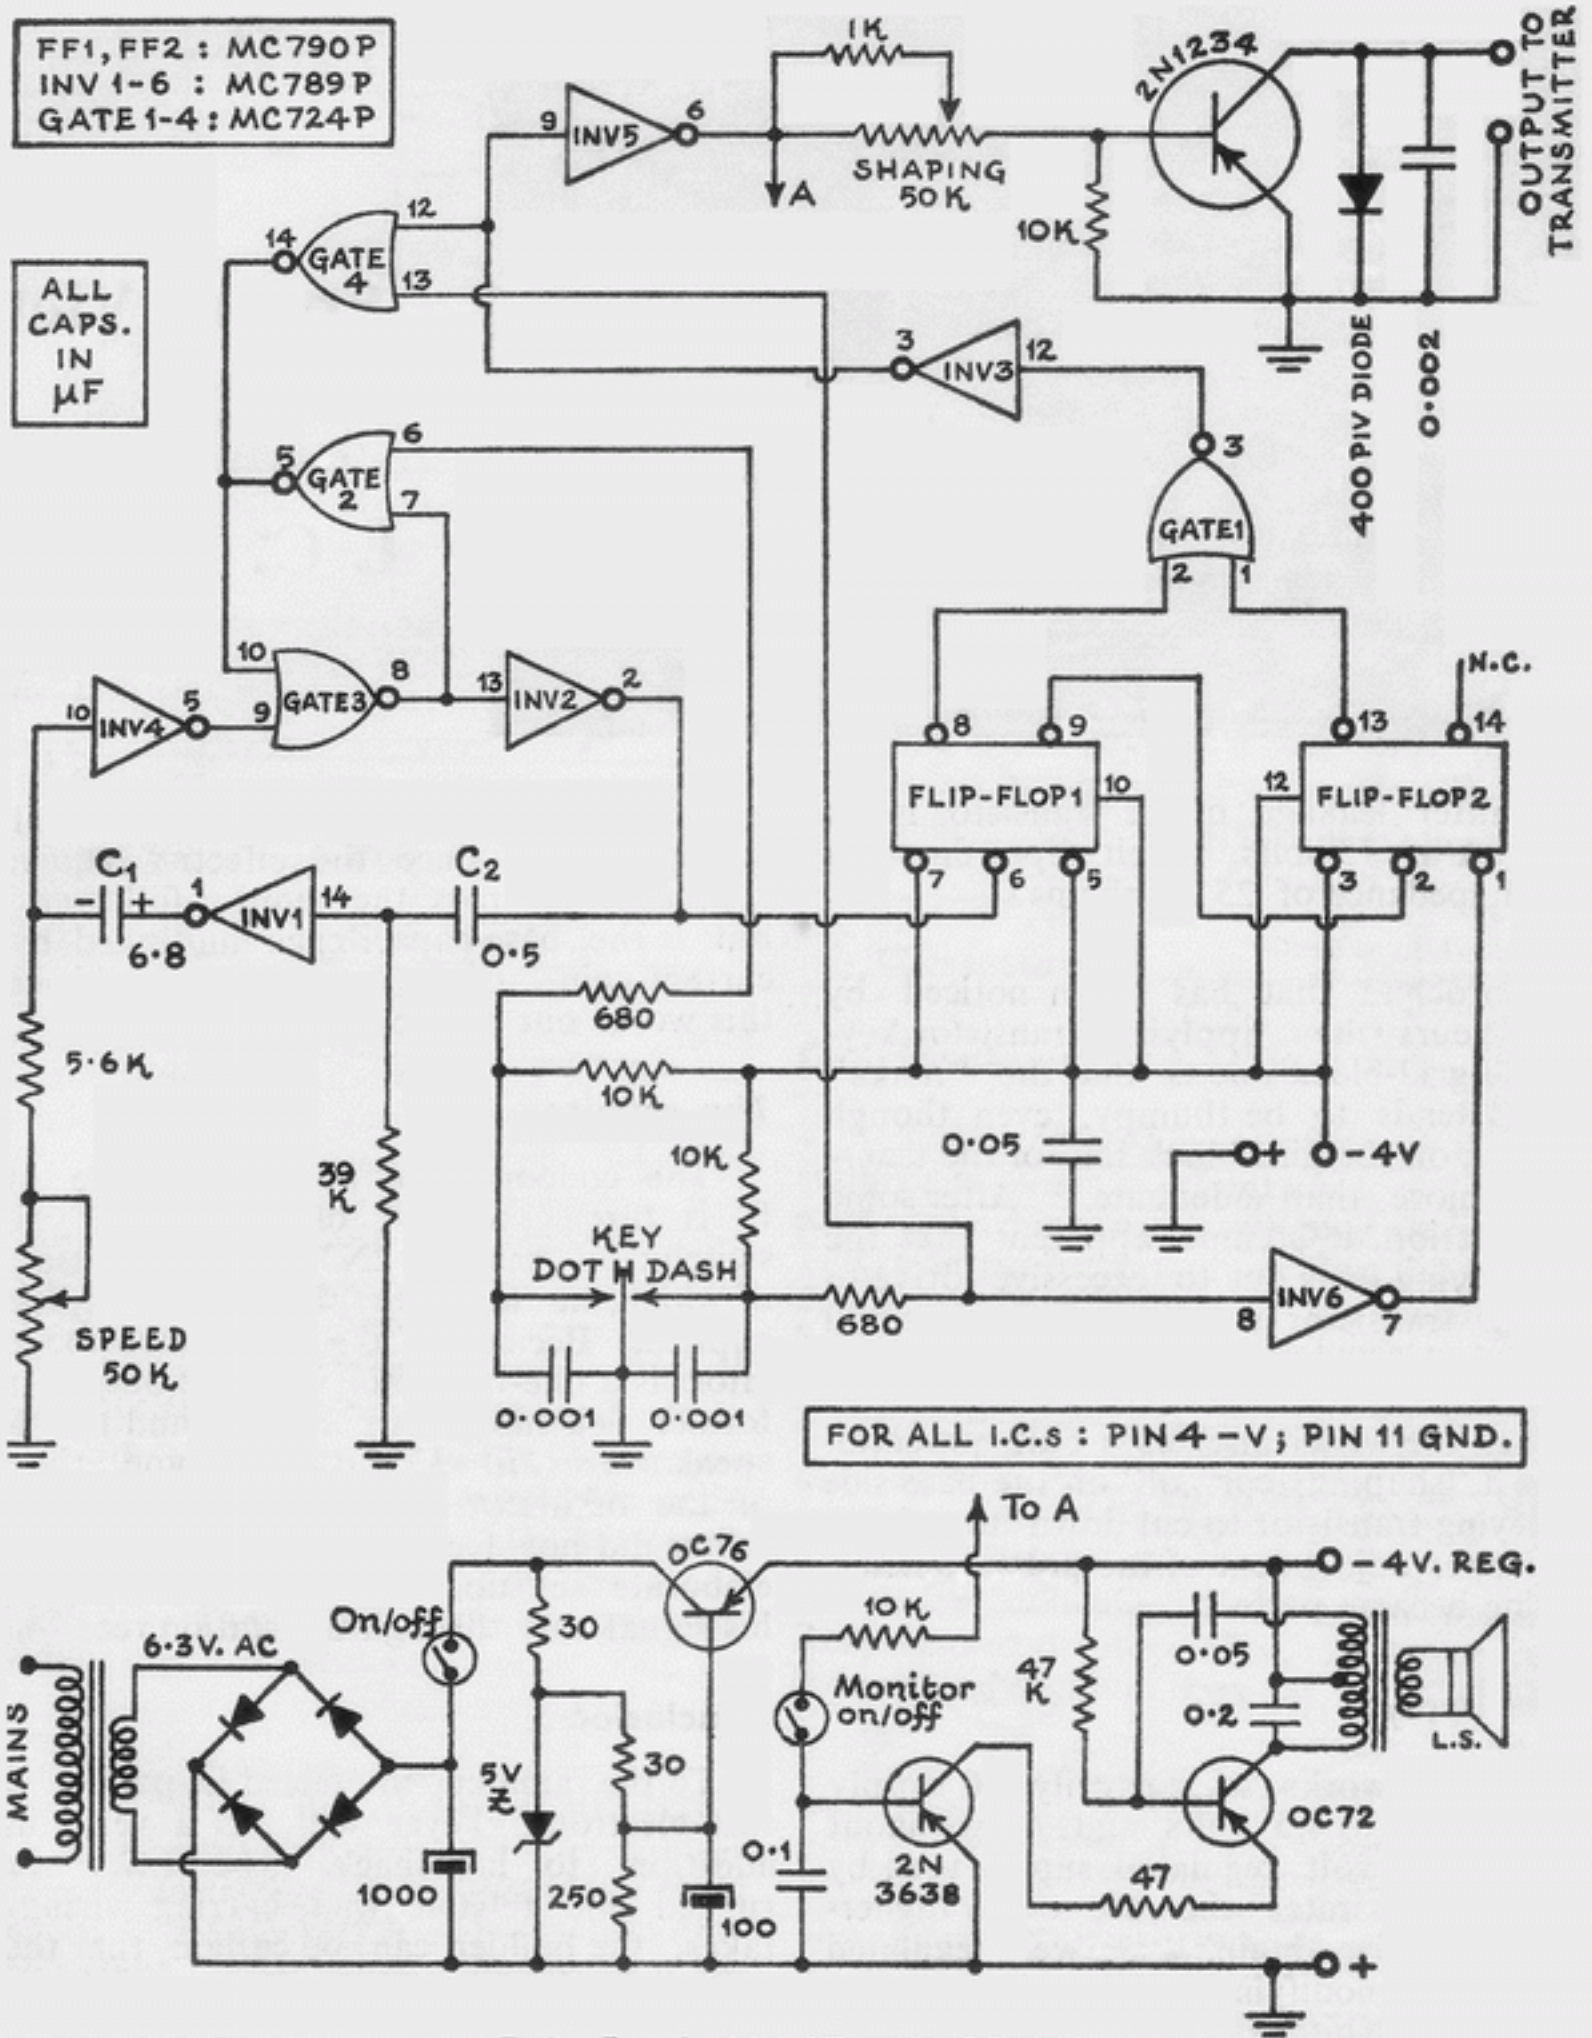 FF1, FF2 : MC790P
INV 1-6 : MC789P
GATE 1-4 : MC724P
ALL
CAPS.
IN
µF
1K
9
INV5
6
A
SHAPING
50K
10K
2N1234
OUTPUT TO
TRANSMITTER
400 PIV DIODE
0.002
12
14
GATE
4
13
3
INV3
12
5
GATE
2
6
7
3
GATE1
2
1
10
8
GATE3
9
13
INV2
2
10
INV4
5
N.C.
8
9
FLIP-FLOP1
10
7
6
5
13
14
12
FLIP-FLOP2
3
2
1
C1
- +
6.8
1
INV1
14
C2
0.5
680
10K
5.6K
39
K
10K
0.05
+
-4V
KEY
DOT DASH
680
8
INV6
7
SPEED
50K
0.001
0.001
FOR ALL I.C.s : PIN 4 -V; PIN 11 GND.
To A
OC76
-4V. REG.
On/off
6.3V. AC
MAINS
30
10K
Monitor
on/off
47
K
0.05
0.2
L.S.
5V
Z
30
1000
250
100
0.1
2N
3638
47
OC72
+